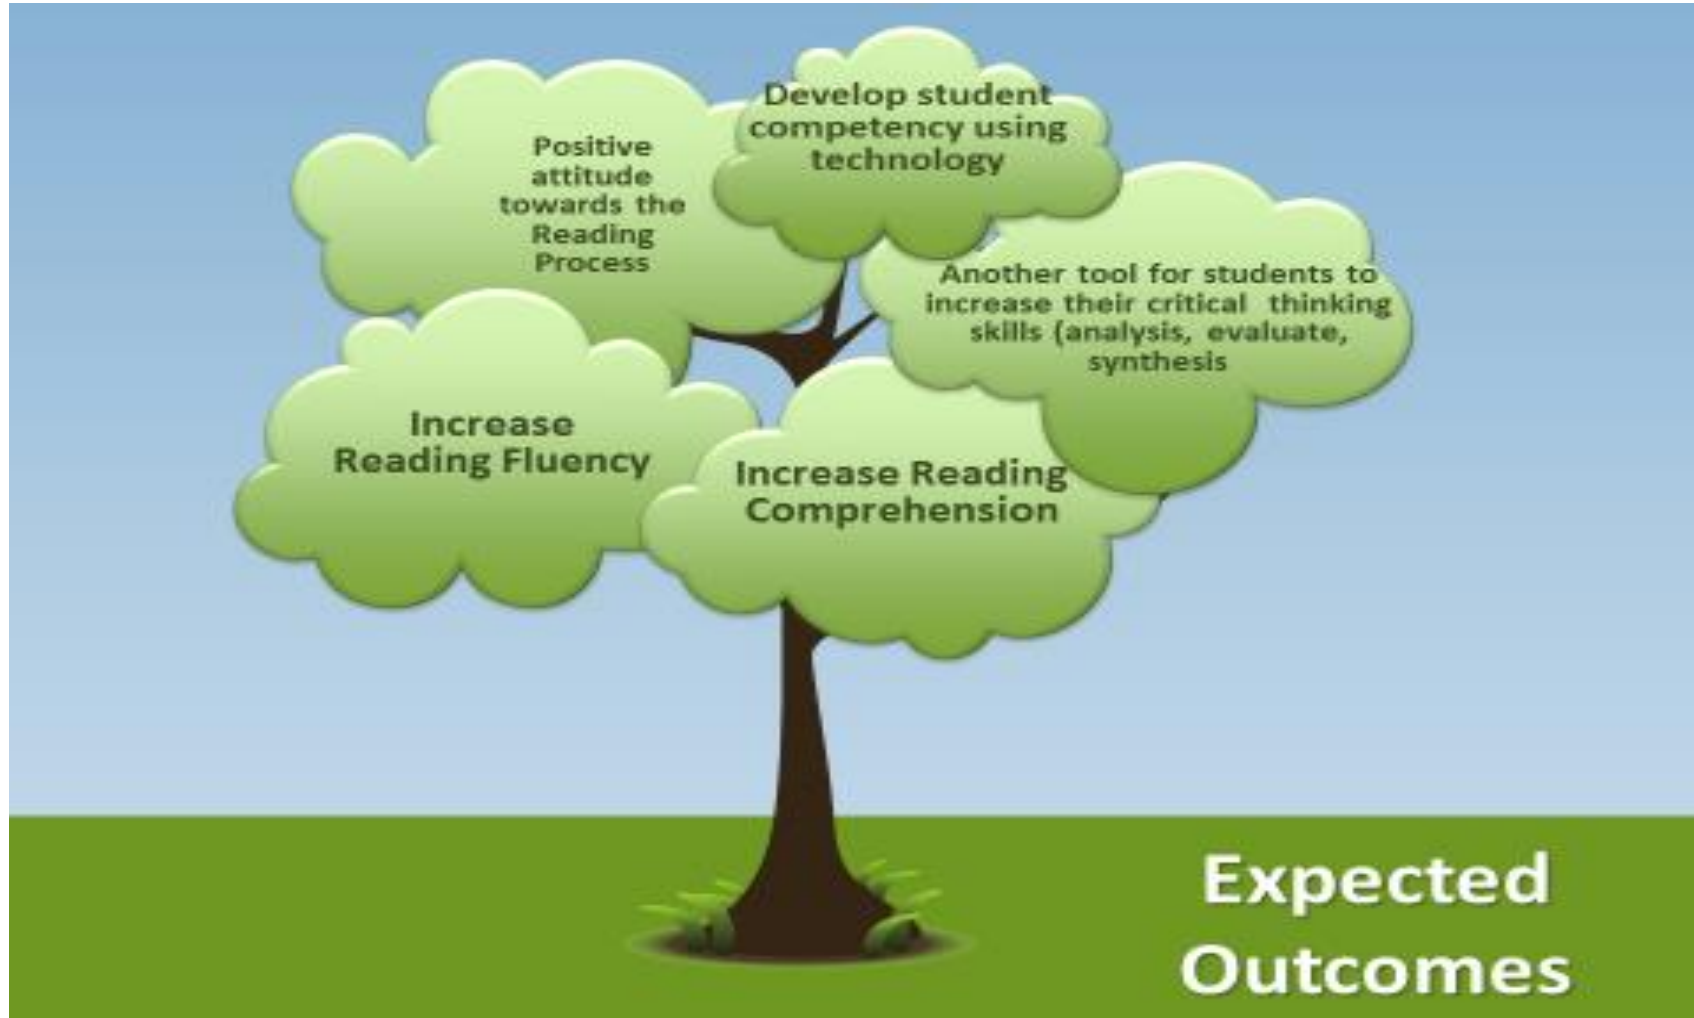 Develop student
competency using
technology
Positive
attitude
towards the
Reading
Process
Another tool for students to
increase their critical  thinking
skills (analysis, evaluate,
synthesis
Increase
Reading Fluency
Increase Reading
Comprehension
Expected
Outcomes